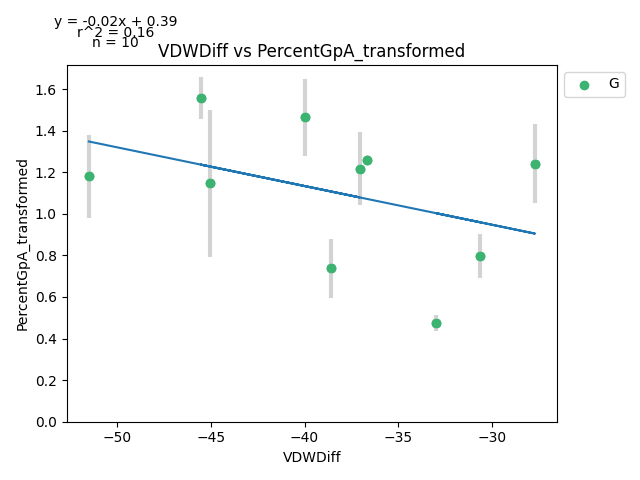 y = -0.02x + 0.39
r^2 = 0.16
n = 10
VDWDiff vs PercentGpA_transformed
G
PercentGpA_transformed
1.6
1.4
1.2
1.0
0.8
0.6
0.4
0.2
0.0
−50
−45
−40
−35
−30
VDWDiff